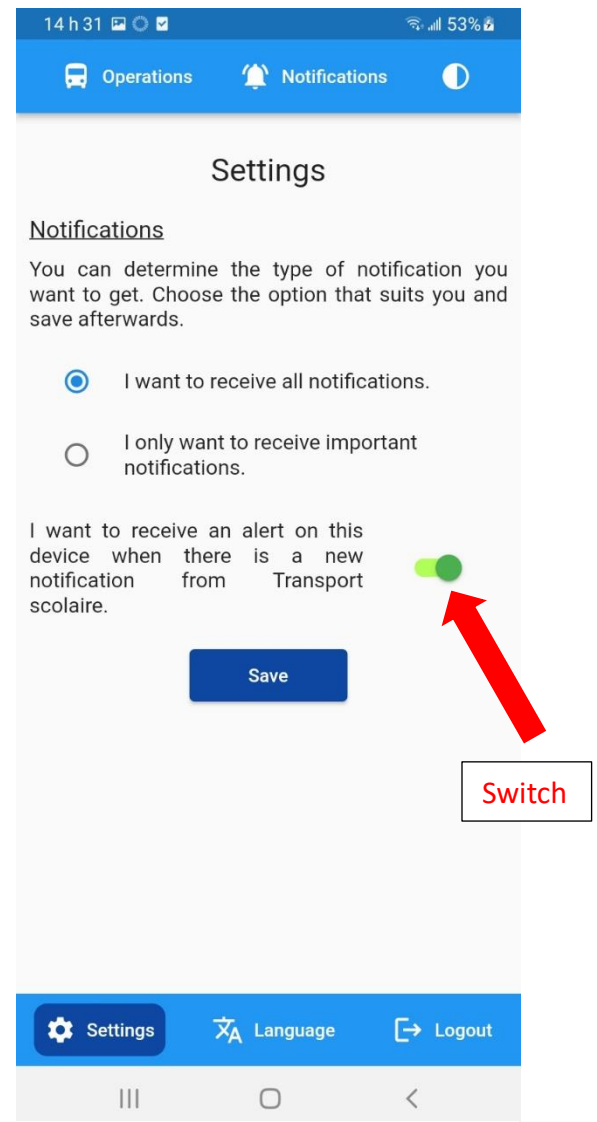 14 h 31 53%
Operations Notifications
Settings
Notifications
You can determine the type of notification you
want to get. Choose the option that suits you and
save afterwards.
I want to receive all notifications.
I only want to receive important
notifications.
I want to receive an alert on this
device when there is a new
notification from Transport
scolaire.
Save
Switch
Settings Language Logout